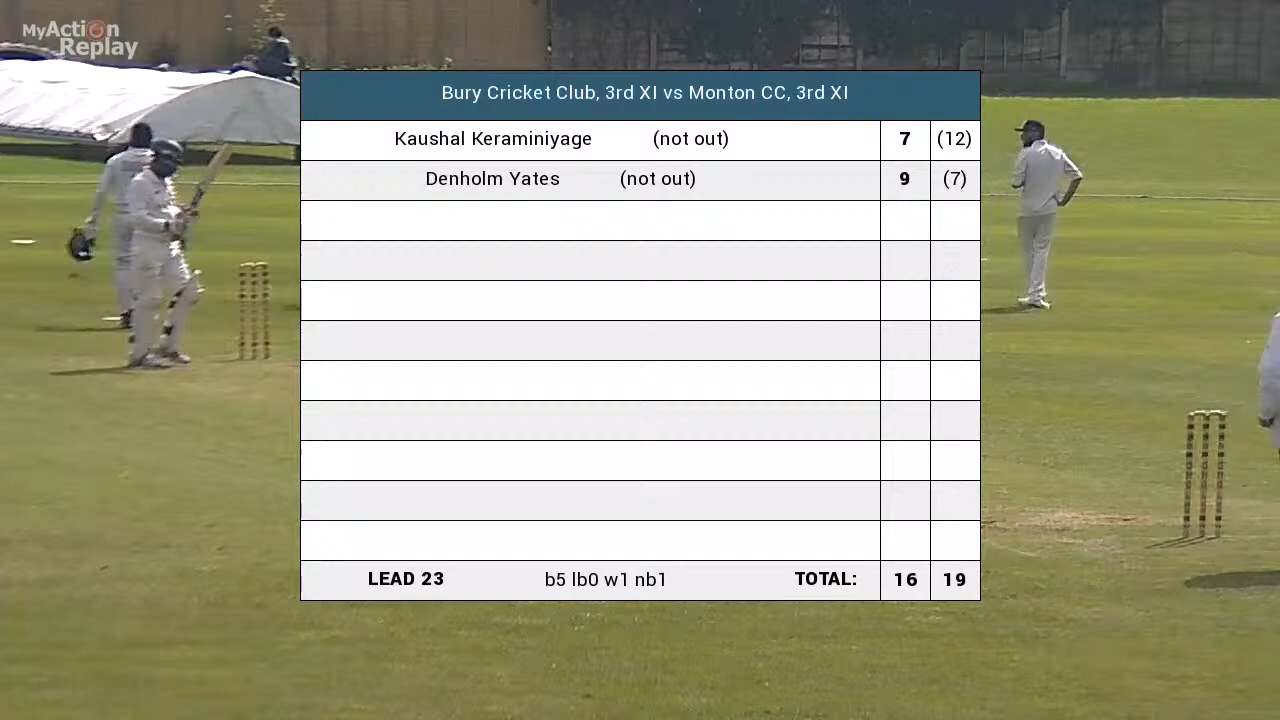 MyAction
Replay
Bury Cricket Club, 3rd XI vs Monton CC, 3rd XI
Kaushal Keraminiyage (not out) 7 (12)
Denholm Yates (not out) 9 (7)
LEAD 23 b5 lb0 w1 nb1 TOTAL: 16 19